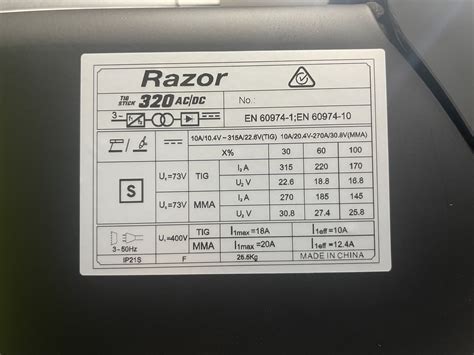 Razor
TIG
STICK 320 AC/DC
No.:
3~
EN 60974-1;EN 60974-10
10A/10.4V~315A/22.6V(TIG) 10A/20.4V-270A/30.8V(MMA)
X% 30 60 100
S
U₀=73V TIG I₂A 315 220 170
U₂V 22.6 18.8 16.8
U₀=73V MMA I₂A 270 185 145
U₂V 30.8 27.4 25.8
3~50Hz
U₁=400V
TIG I1max=18A I1eff=10A
MMA I1max=20A I1eff=12.4A
IP21S F 26.5Kg MADE IN CHINA